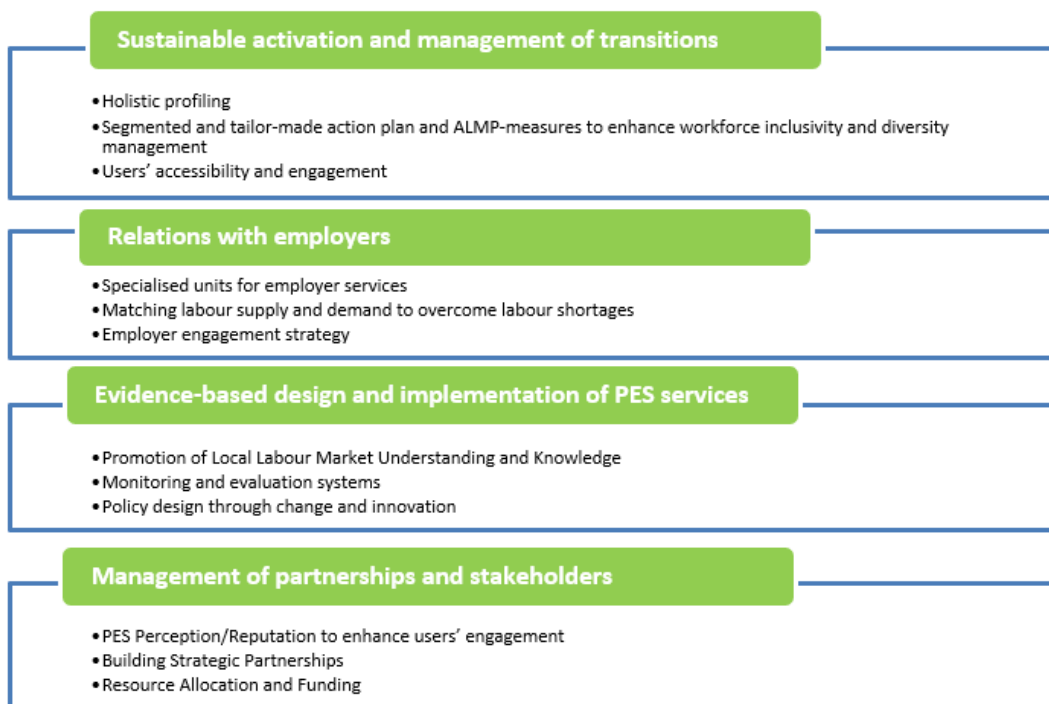 Sustainable activation and management of transitions
•Holistic profiling
•Segmented and tailor-made action plan and ALMP-measures to enhance workforce inclusivity and diversity
management
•Users’ accessibility and engagement
Relations with employers
•Specialised units for employer services
•Matching labour supply and demand to overcome labour shortages
•Employer engagement strategy
Evidence-based design and implementation of PES services
•Promotion of Local Labour Market Understanding and Knowledge
•Monitoring and evaluation systems
•Policy design through change and innovation
Management of partnerships and stakeholders
•PES Perception/Reputation to enhance users’ engagement
•Building Strategic Partnerships
•Resource Allocation and Funding